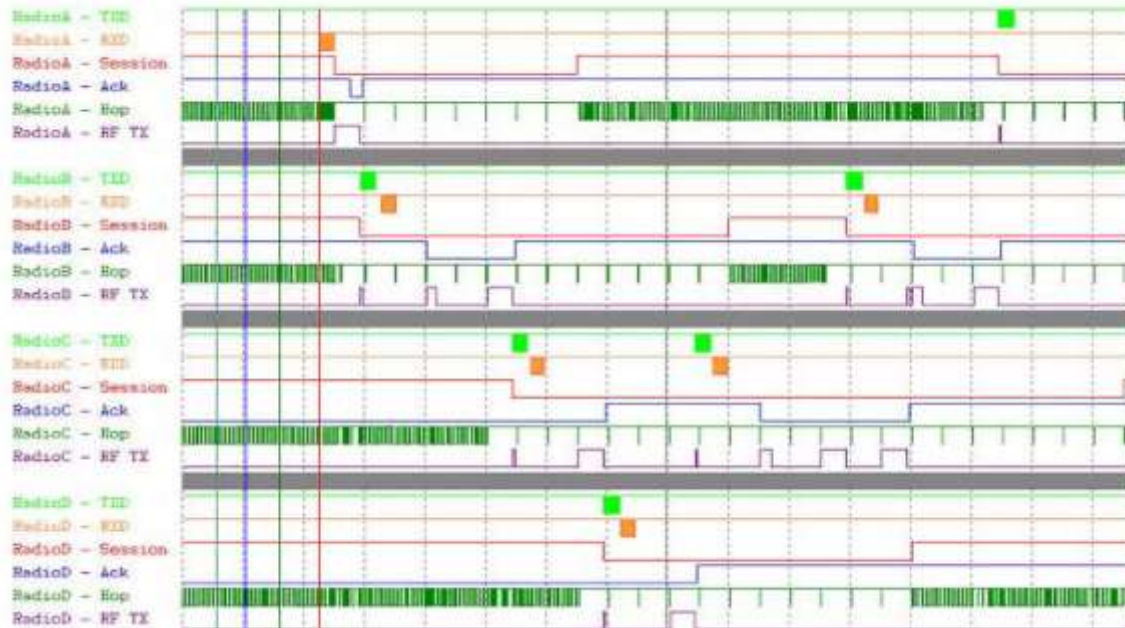 RadioA - TXD
RadioA - RXD
RadioA - Session
RadioA - Ack
RadioA - Hop
RadioA - RF TX
RadioB - TXD
RadioB - RXD
RadioB - Session
RadioB - Ack
RadioB - Hop
RadioB - RF TX
RadioC - TXD
RadioC - RXD
RadioC - Session
RadioC - Ack
RadioC - Hop
RadioC - RF TX
RadioD - TXD
RadioD - RXD
RadioD - Session
RadioD - Ack
RadioD - Hop
RadioD - RF TX